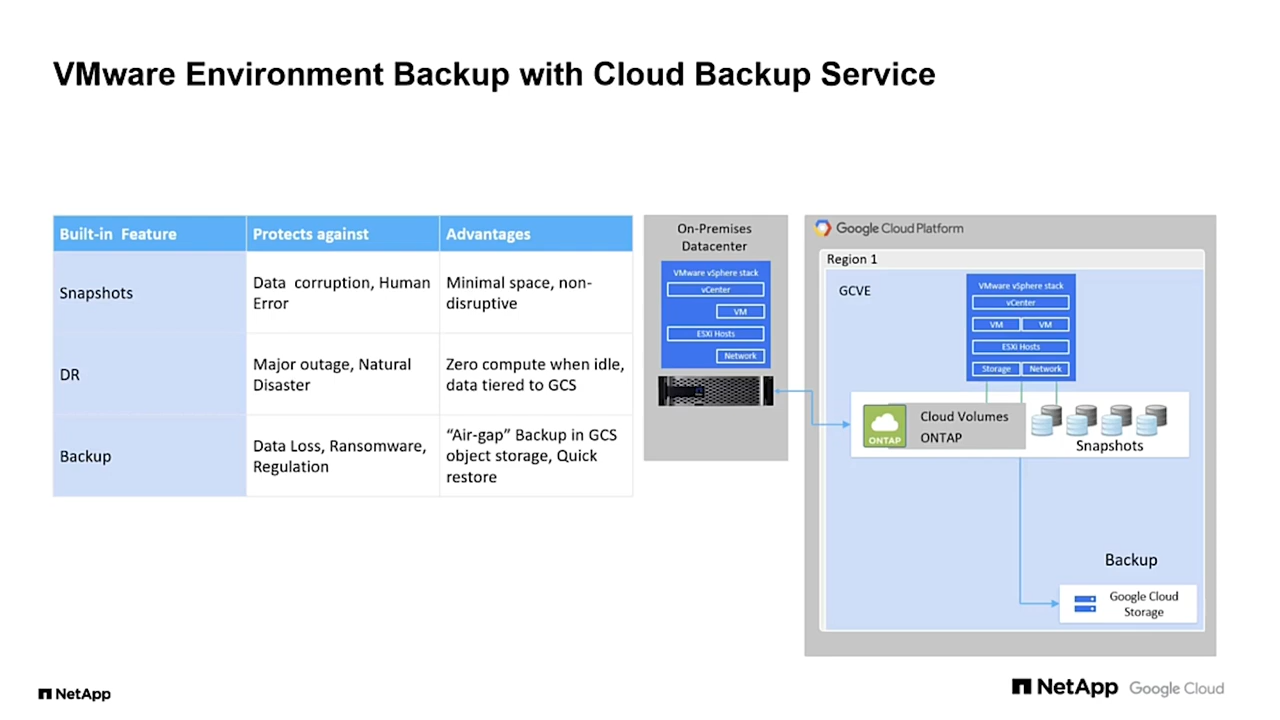 VMware Environment Backup with Cloud Backup Service
Built-in Feature
Protects against
Advantages
Snapshots
Data corruption, Human
Error
Minimal space, non-
disruptive
DR
Major outage, Natural
Disaster
Zero compute when idle,
data tiered to GCS
Backup
Data Loss, Ransomware,
Regulation
“Air-gap” Backup in GCS
object storage, Quick
restore
On-Premises
Datacenter
VMware vSphere stack
vCenter
VM
ESXi Hosts
Network
Google Cloud Platform
Region 1
GCVE
VMware vSphere stack
vCenter
VM VM
ESXi Hosts
Storage Network
ONTAP
Cloud Volumes
ONTAP
Snapshots
Backup
Google Cloud
Storage
NetApp
NetApp Google Cloud